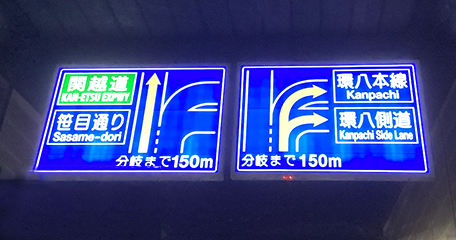 関越道
KAN-ETSU EXPWY
笹目通り
Sasame-dori
分岐まで150m
環八本線
Kanpachi
環八側道
Kanpachi Side Lane
分岐まで150m